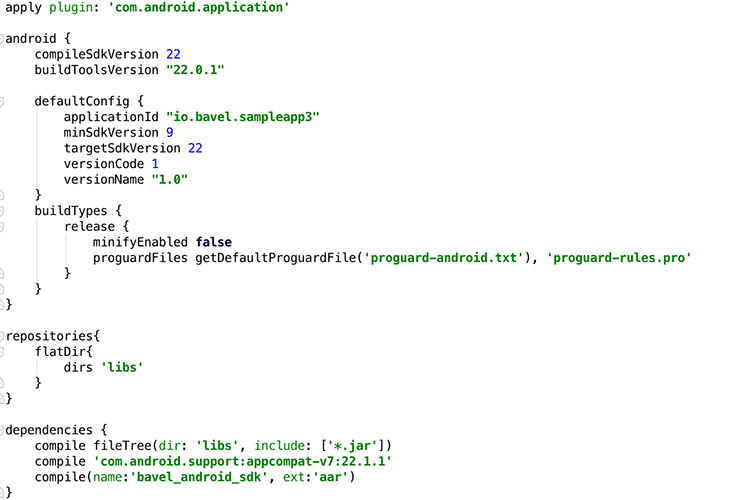 apply plugin: 'com.android.application'
android {
compileSdkVersion 22
buildToolsVersion "22.0.1"
defaultConfig {
applicationId "io.bavel.sampleapp3"
minSdkVersion 9
targetSdkVersion 22
versionCode 1
versionName "1.0"
}
buildTypes {
release {
minifyEnabled false
proguardFiles getDefaultProguardFile('proguard-android.txt'), 'proguard-rules.pro'
}
}
}
repositories{
flatDir{
dirs 'libs'
}
}
dependencies {
compile fileTree(dir: 'libs', include: ['*.jar'])
compile 'com.android.support:appcompat-v7:22.1.1'
compile(name:'bavel_android_sdk', ext:'aar')
}